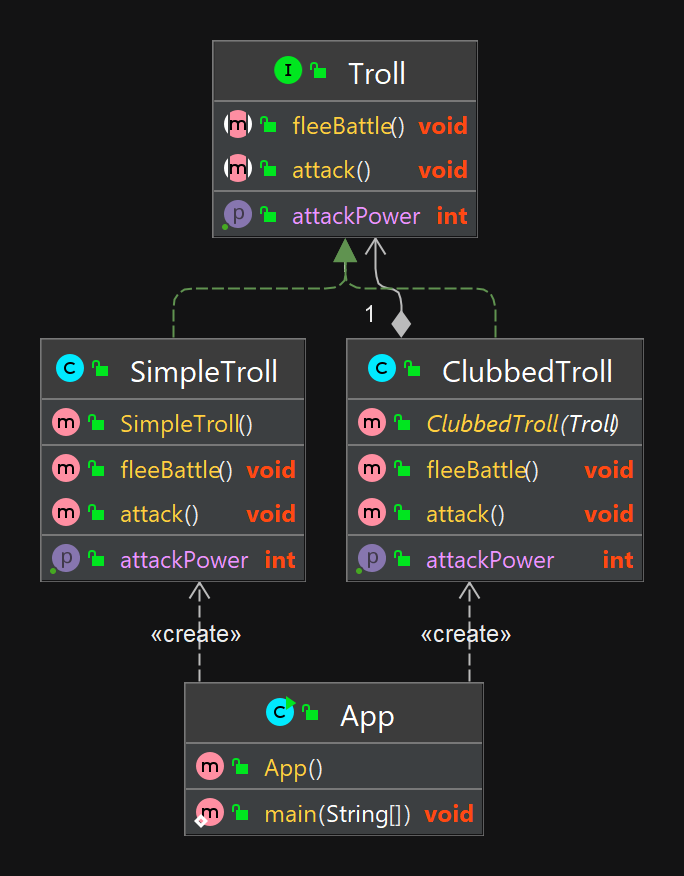 I Troll
m fleeBattle() void
m attack() void
p attackPower int
1
C SimpleTroll
m SimpleTroll()
m fleeBattle() void
m attack() void
p attackPower int
C ClubbedTroll
m ClubbedTroll(Troll)
m fleeBattle() void
m attack() void
p attackPower int
«create»
«create»
C App
m App()
m main(String[]) void